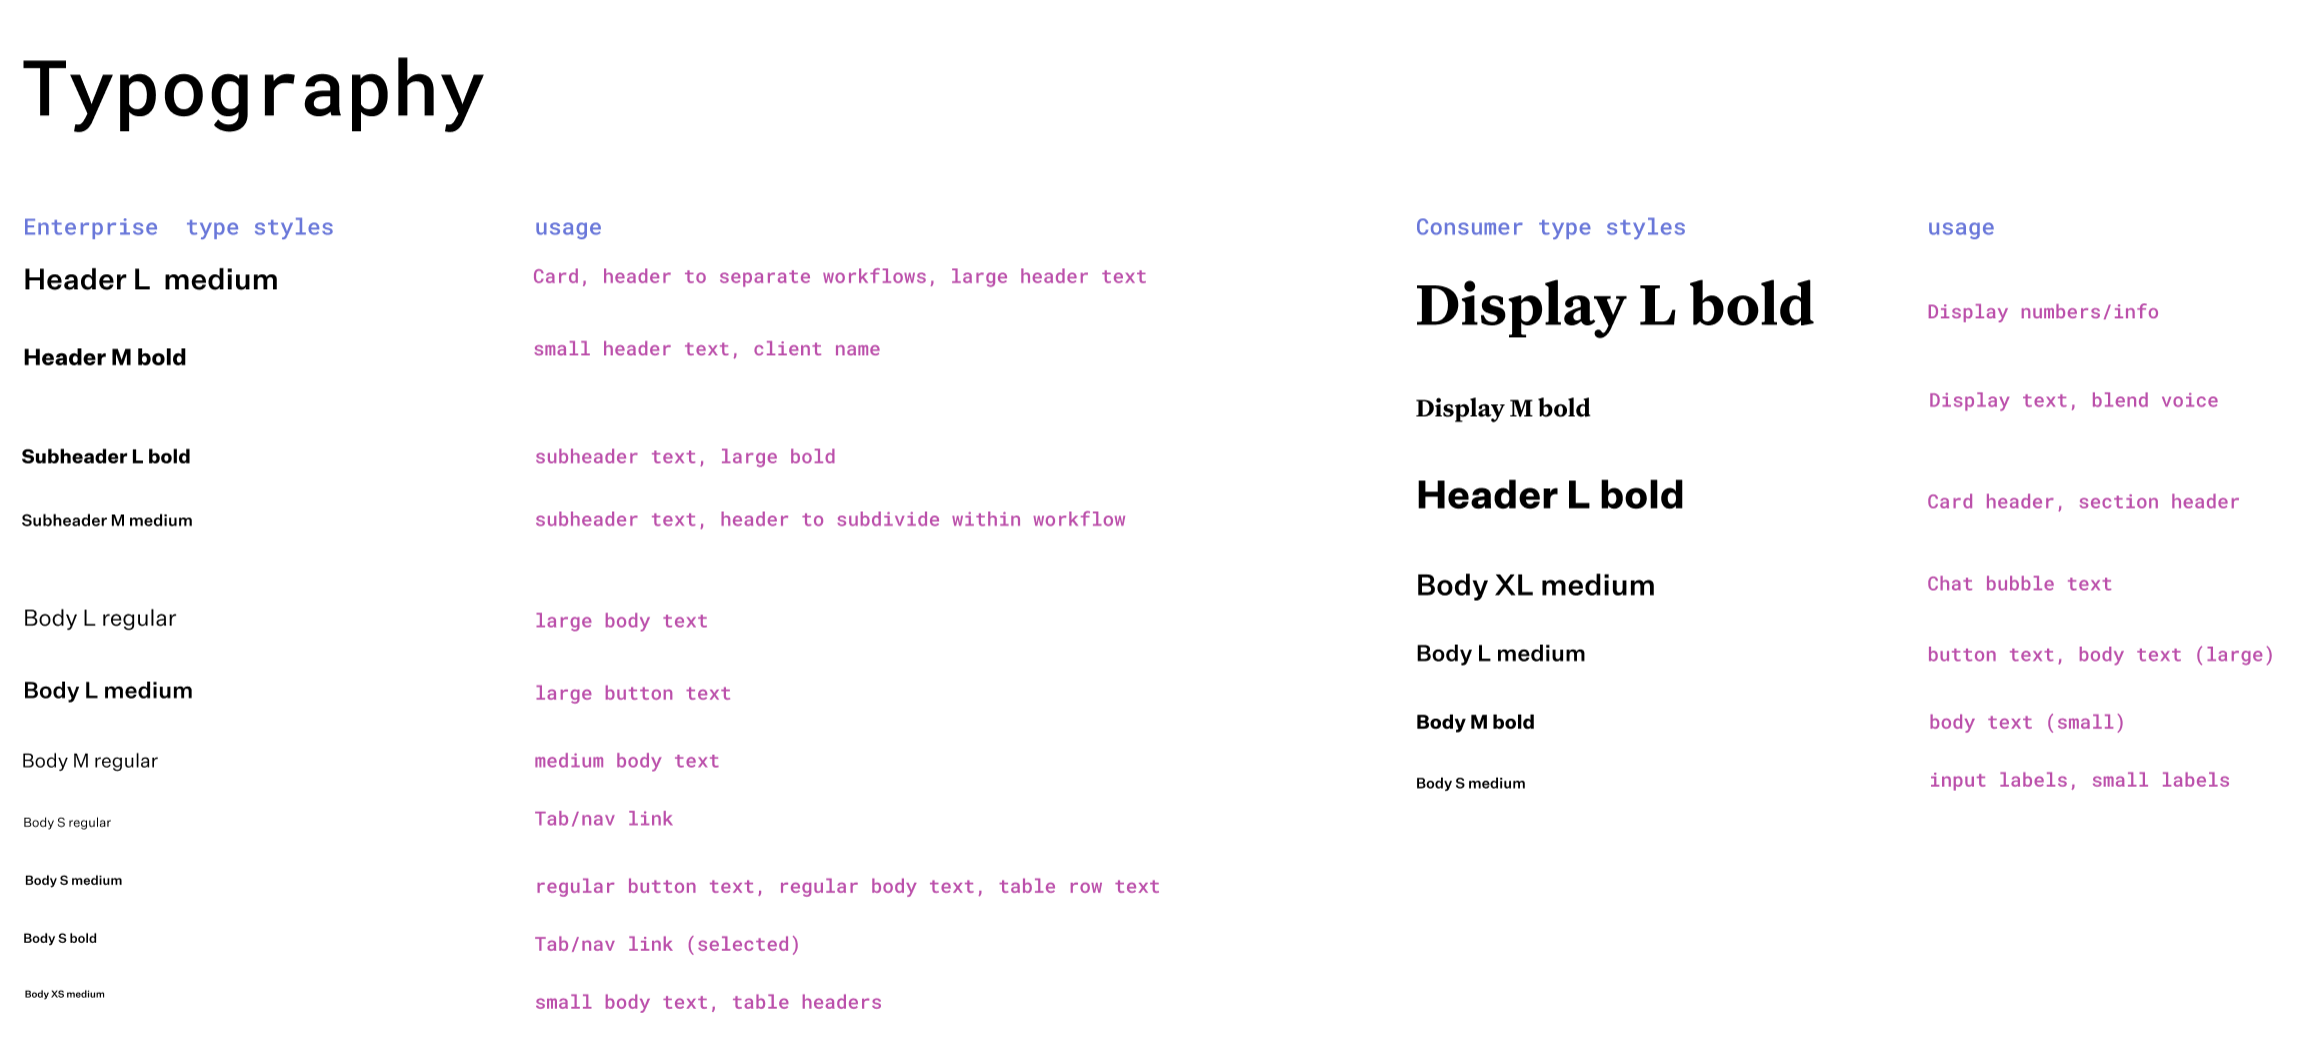 Typography
Enterprise  type styles
usage
Header L  medium
Card, header to separate workflows, large header text
Header M bold
small header text, client name
Subheader L bold
subheader text, large bold
Subheader M medium
subheader text, header to subdivide within workflow
Body L regular
large body text
Body L medium
large button text
Body M regular
medium body text
Body S regular
Tab/nav link
Body S medium
regular button text, regular body text, table row text
Body S bold
Tab/nav link (selected)
Body XS medium
small body text, table headers
Consumer type styles
usage
Display L bold
Display numbers/info
Display M bold
Display text, blend voice
Header L bold
Card header, section header
Body XL medium
Chat bubble text
Body L medium
button text, body text (large)
Body M bold
body text (small)
Body S medium
input labels, small labels